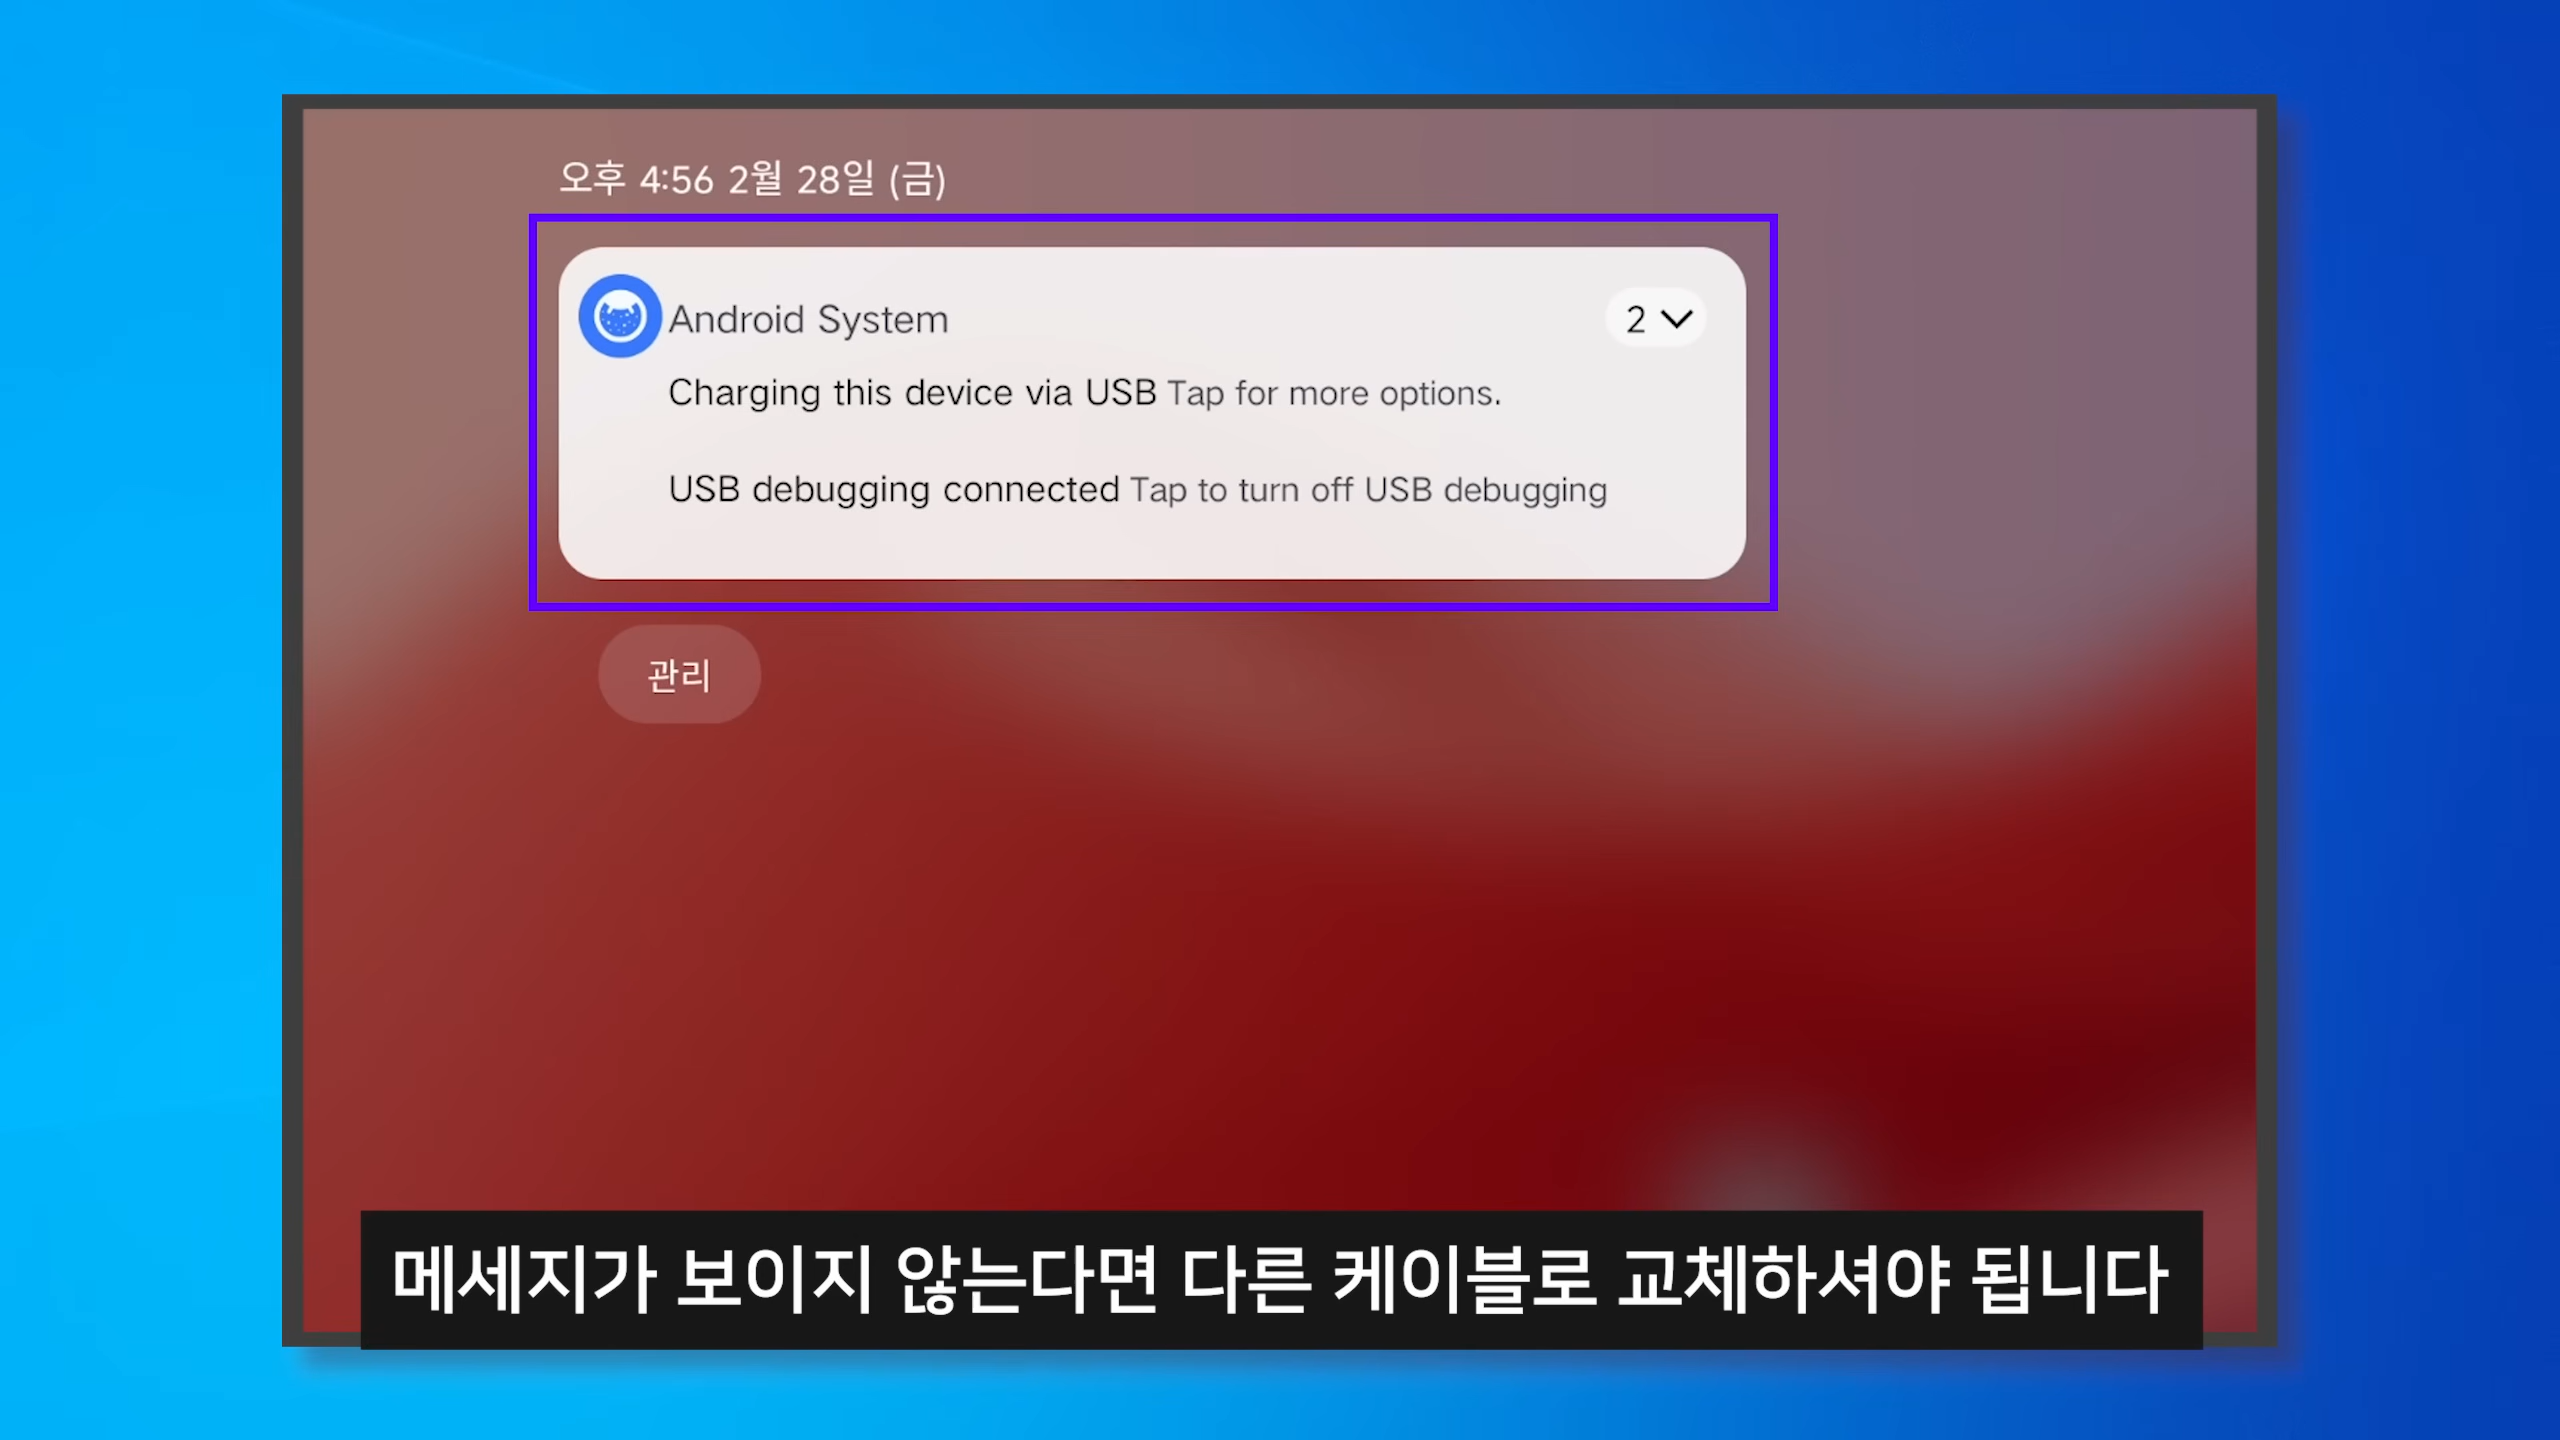 오후 4:56 2월 28일 (금)
Android System
2
Charging this device via USB Tap for more options.
USB debugging connected Tap to turn off USB debugging
관리
메세지가 보이지 않는다면 다른 케이블로 교체하셔야 됩니다